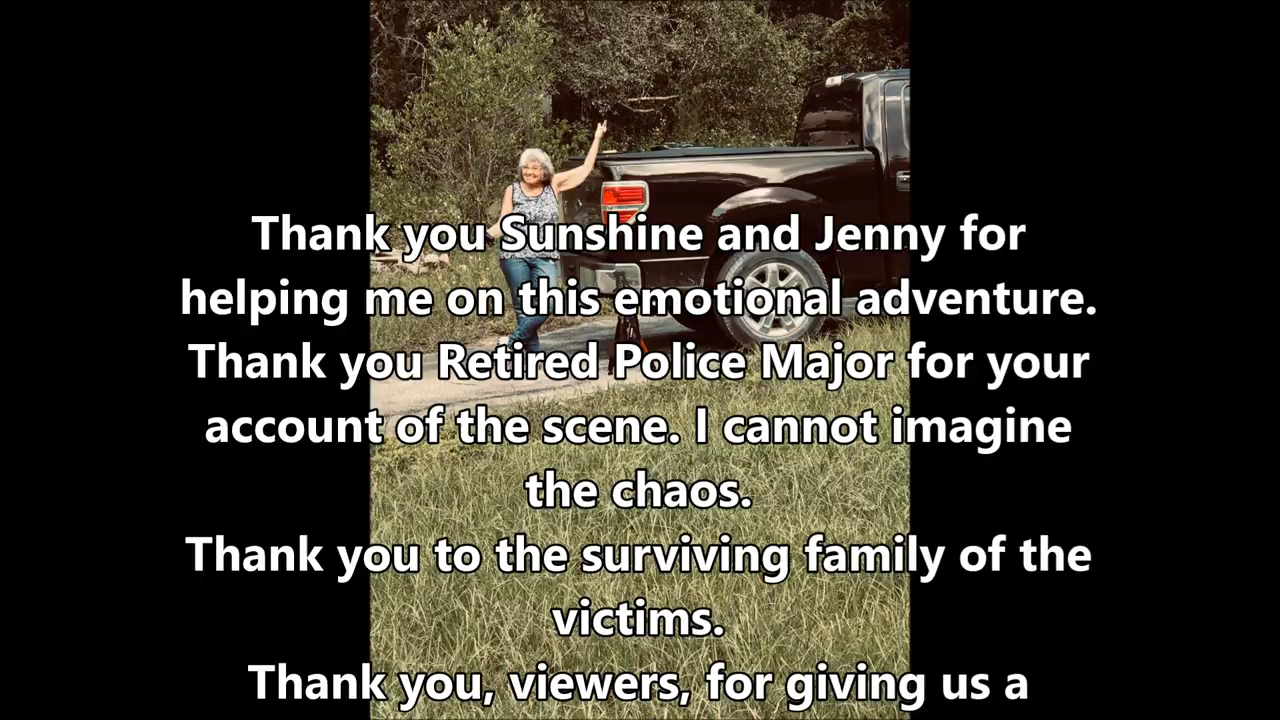 Thank you Sunshine and Jenny for
helping me on this emotional adventure.
Thank you Retired Police Major for your
account of the scene. I cannot imagine
the chaos.
Thank you to the surviving family of the
victims.
Thank you, viewers, for giving us a